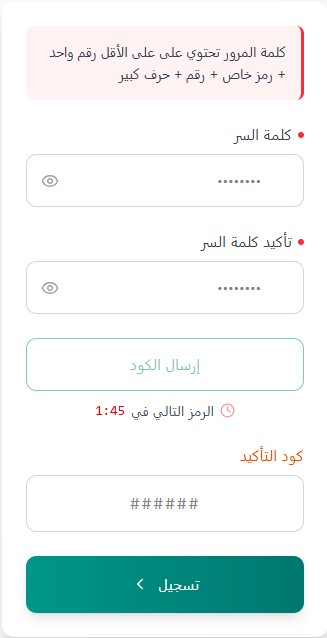 كلمة المرور تحتوي على على الأقل رقم واحد
+ رمز خاص + رقم + حرف كبير
كلمة السر
••••••••
تأكيد كلمة السر
••••••••
إرسال الكود
الرمز التالي في 1:45
كود التأكيد
######
تسجيل